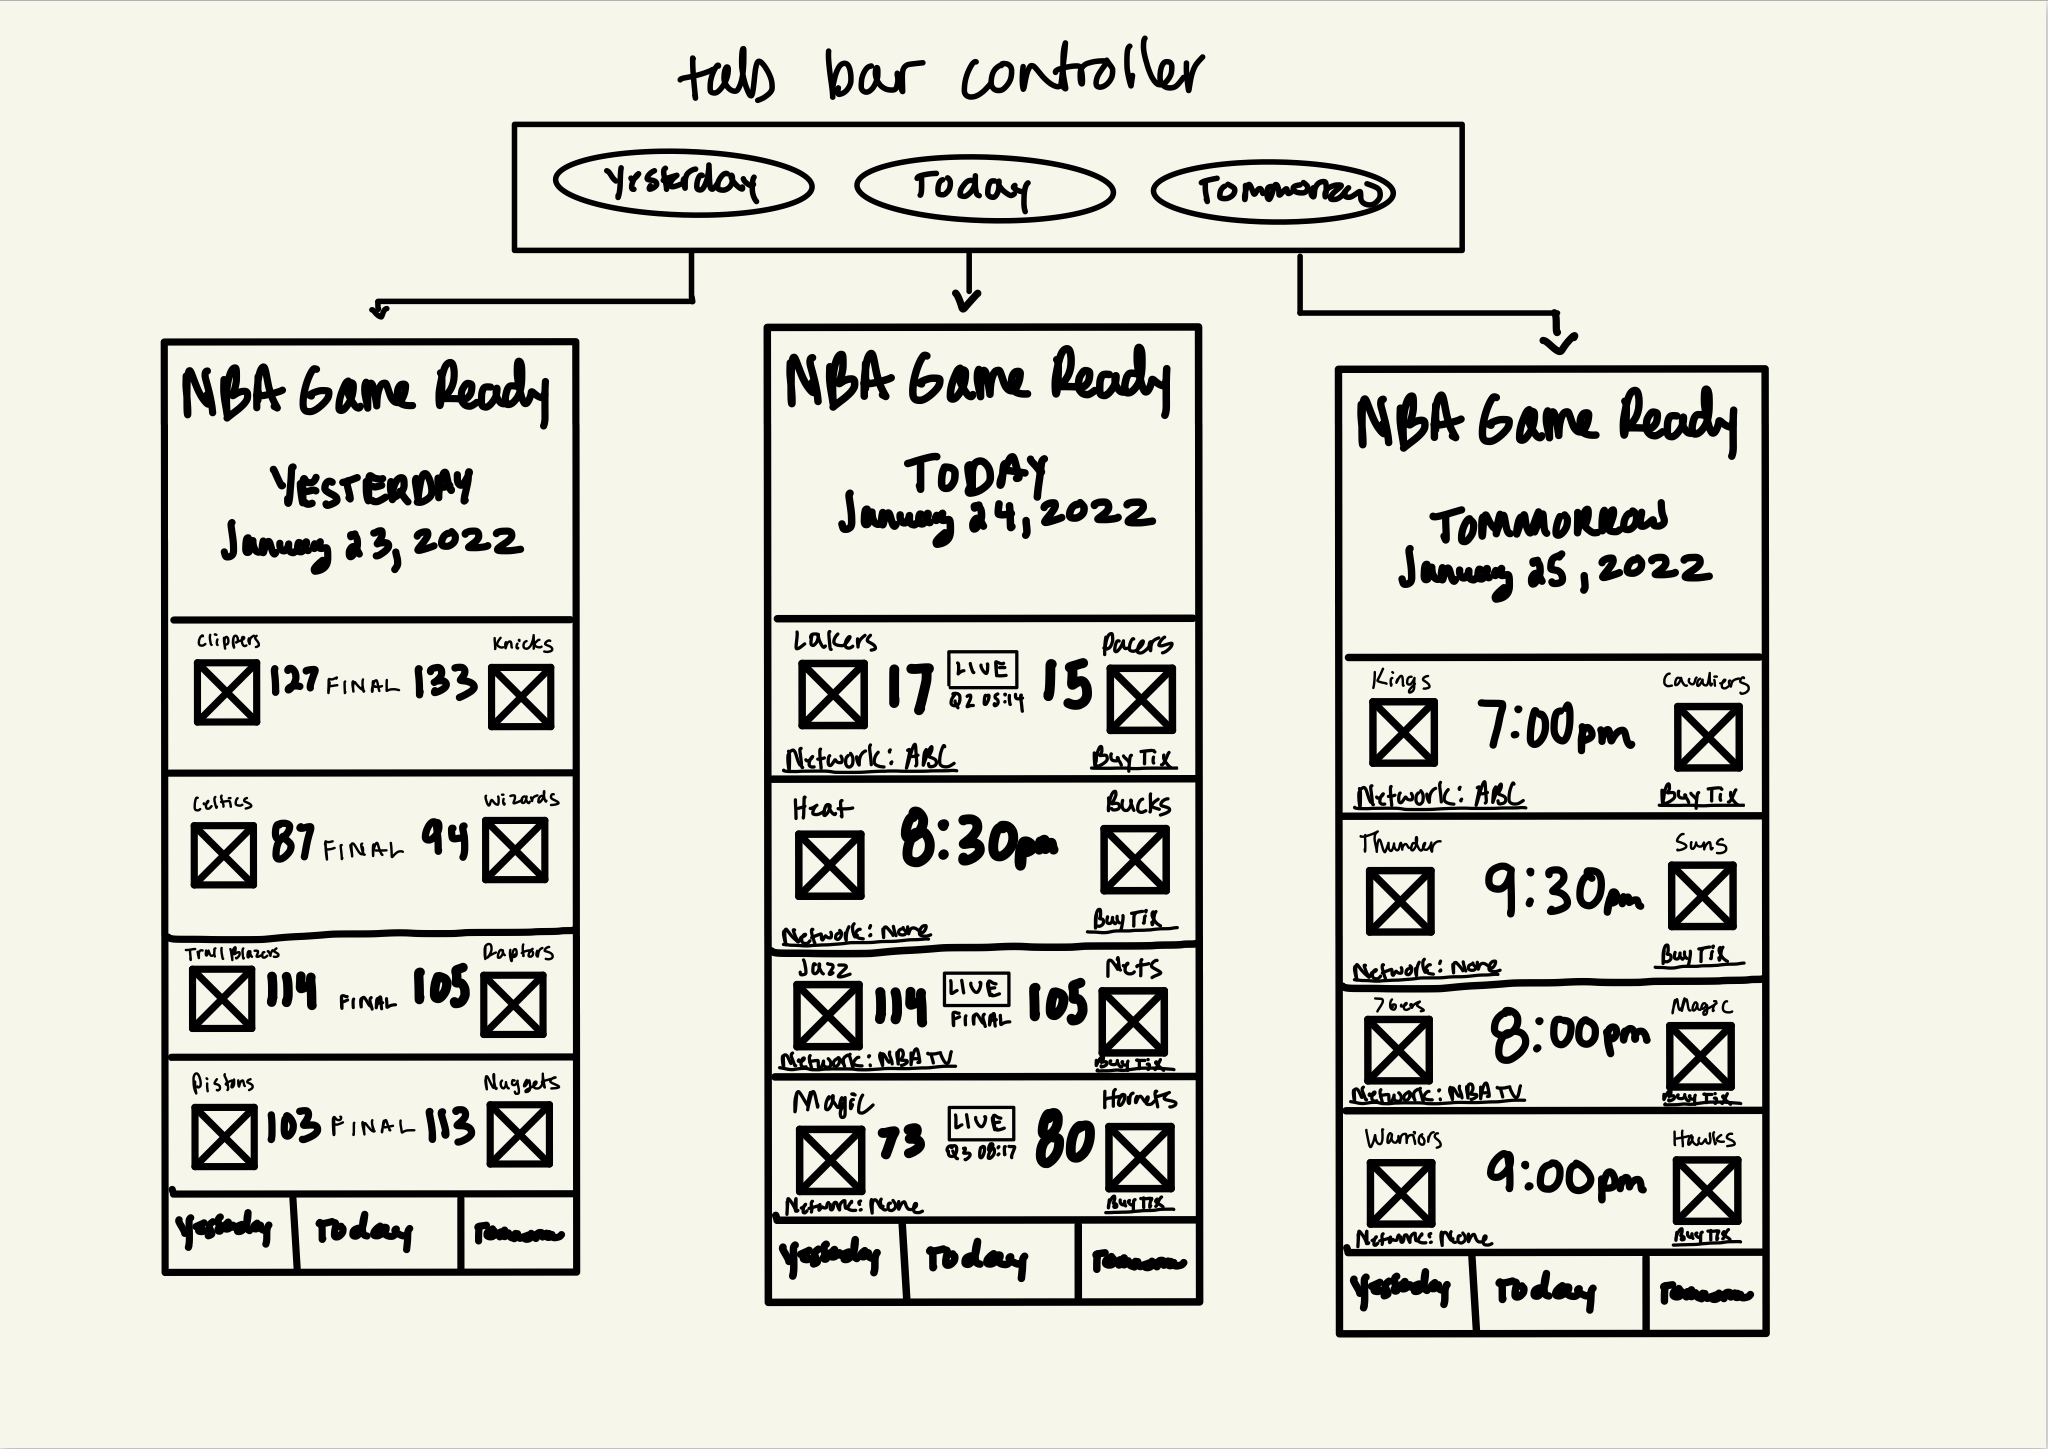 tab bar controller
Yesterday Today Tommorow
NBA Game Ready
YESTERDAY
January 23, 2022
Clippers Knicks
127 FINAL 133
Celtics Wizards
87 FINAL 94
Trail Blazers Raptors
114 FINAL 105
Pistons Nuggets
103 FINAL 113
Yesterday Today
NBA Game Ready
TODAY
January 24, 2022
Lakers Pacers
17 LIVE 15
Q2 05:14
Network: ABC Buy Tix
Heat Bucks
8:30pm
Network: None Buy Tix
Jazz Nets
114 LIVE 105
FINAL
Network: NBA TV Buy Tix
Magic Hornets
73 LIVE 80
Q3 08:17
Network: None Buy Tix
Yesterday Today
NBA Game Ready
TOMMORROW
January 25, 2022
Kings Cavaliers
7:00pm
Network: ABC Buy Tix
Thunder Suns
9:30pm
Network: None Buy Tix
76ers Magic
8:00pm
Network: NBA TV Buy Tix
Warriors Hawks
9:00pm
Network: None Buy Tix
Yesterday Today